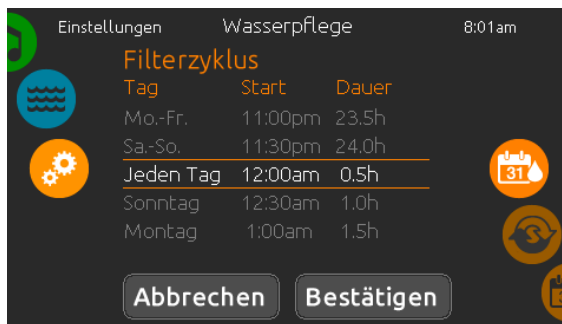 Einstellungen Wasserpflege 8:01am
Filterzyklus
Tag Start Dauer
Mo.-Fr. 11:00pm 23.5h
Sa.-So. 11:30pm 24.0h
Jeden Tag 12:00am 0.5h
31
Sonntag 12:30am 1.0h
Montag 1:00am 1.5h
Abbrechen Bestätigen